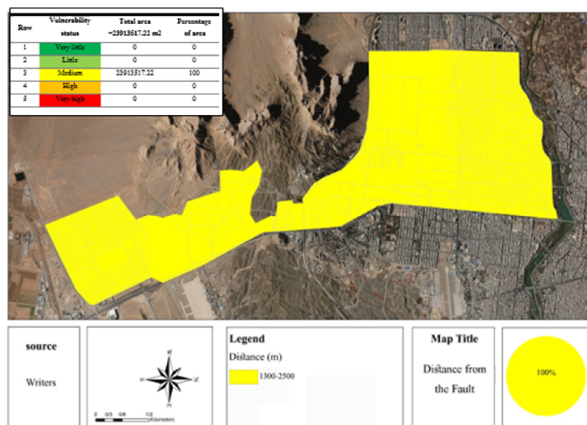 Row Vulnerability status Total area =23913517.22 m2 Percentage of area
1 Very little 0 0
2 Little 0 0
3 Medium 23913517.22 100
4 High 0 0
5 Very high 0 0
source
Writers
Kilometers
Legend
Distance (m)
1300-2500
Map Title
Distance from
the Fault
100%